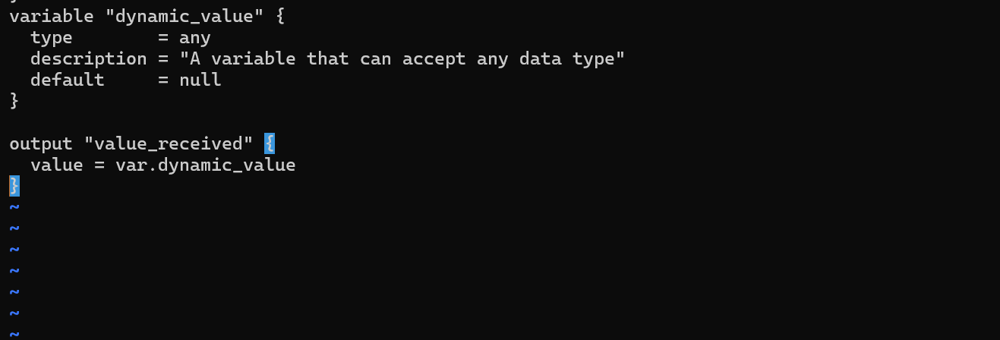 }
variable "dynamic_value" {
  type        = any
  description = "A variable that can accept any data type"
  default     = null
}

output "value_received" {
  value = var.dynamic_value
}
~
~
~
~
~
~
~